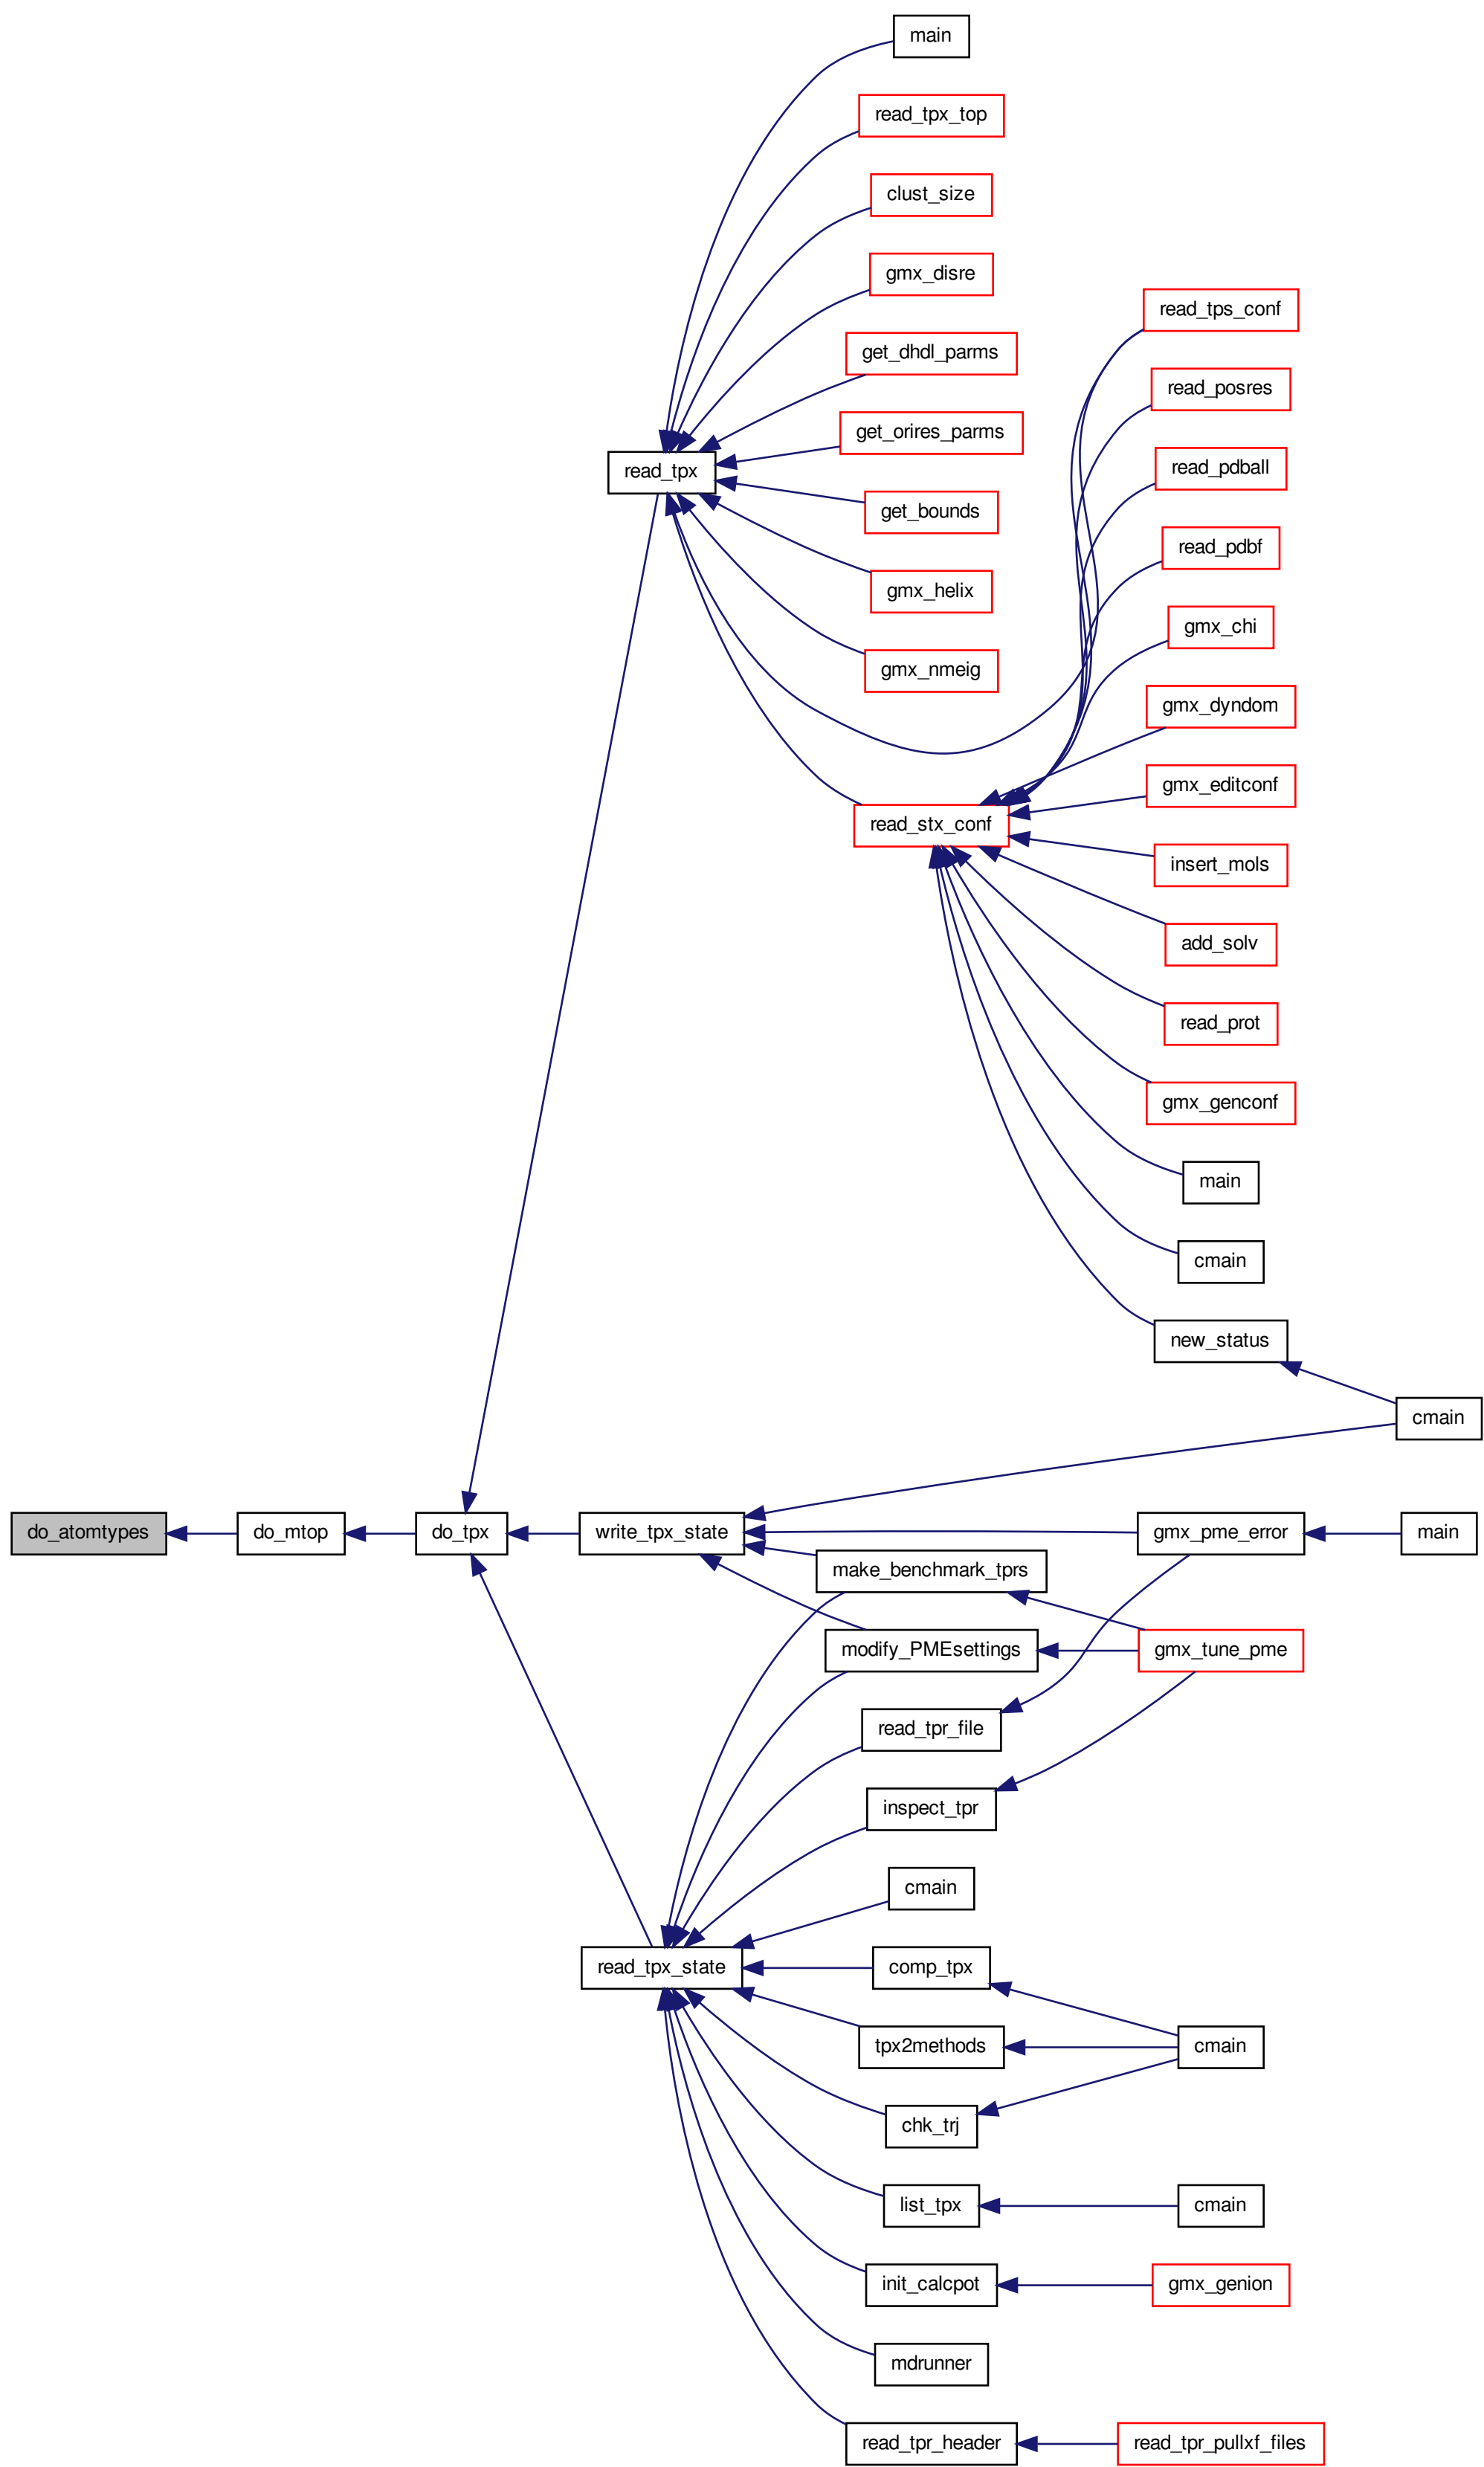 main
read_tpx_top
clust_size
gmx_disre
read_tps_conf
get_dhdl_parms
read_posres
get_orires_parms
read_tpx
read_pdball
get_bounds
read_pdbf
gmx_helix
gmx_chi
gmx_nmeig
gmx_dyndom
gmx_editconf
read_stx_conf
insert_mols
add_solv
read_prot
gmx_genconf
main
cmain
new_status
cmain
do_atomtypes
do_mtop
do_tpx
write_tpx_state
gmx_pme_error
main
make_benchmark_tprs
modify_PMEsettings
gmx_tune_pme
read_tpr_file
inspect_tpr
cmain
read_tpx_state
comp_tpx
tpx2methods
cmain
chk_trj
list_tpx
cmain
init_calcpot
gmx_genion
mdrunner
read_tpr_header
read_tpr_pullxf_files